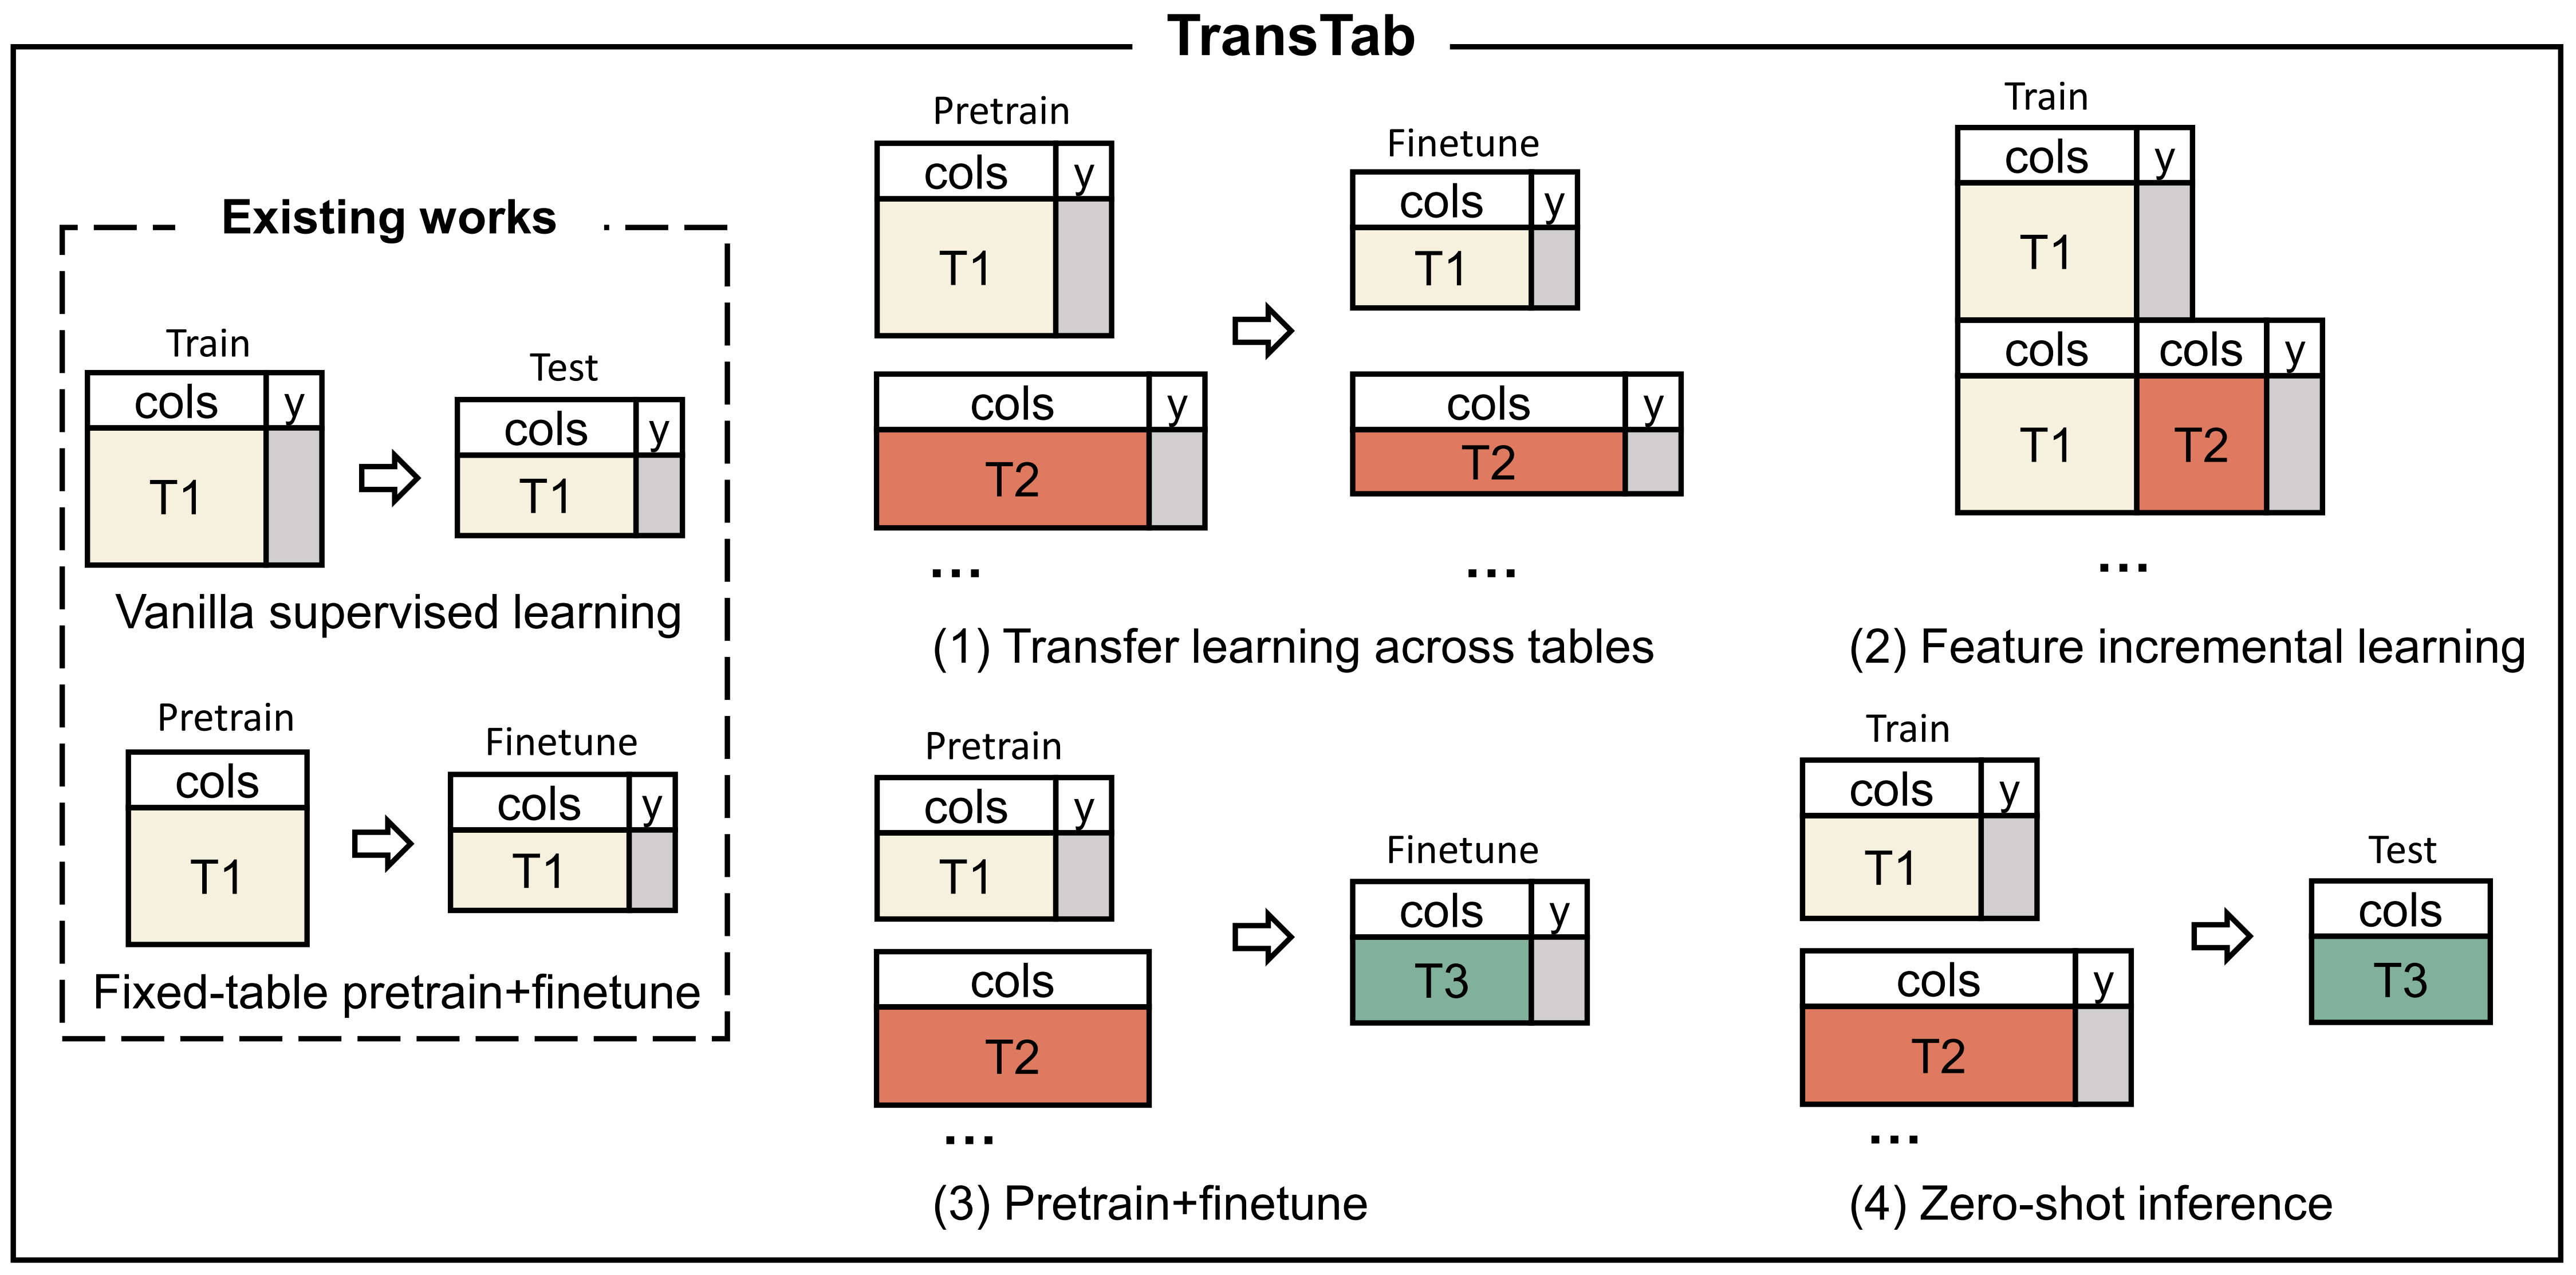 TransTab
Existing works
Train
cols y
T1
Test
cols y
T1
Vanilla supervised learning
Pretrain
cols
T1
Finetune
cols y
T1
Fixed-table pretrain+finetune
Pretrain
cols y
T1
cols y
T2
...
Finetune
cols y
T1
cols y
T2
...
(1) Transfer learning across tables
Train
cols y
T1
cols cols y
T1 T2
...
(2) Feature incremental learning
Pretrain
cols y
T1
cols
T2
...
Finetune
cols y
T3
(3) Pretrain+finetune
Train
cols y
T1
cols y
T2
...
Test
cols
T3
(4) Zero-shot inference